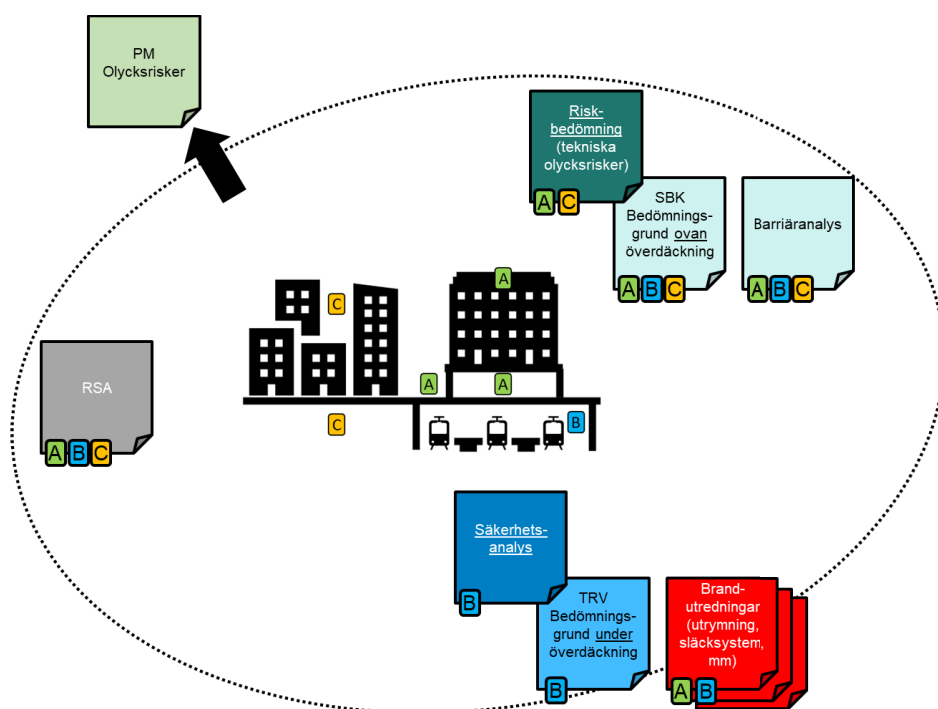 PM
Olycksrisker
Risk-
bedömning
(tekniska
olycksrisker)
A C
SBK
Bedömnings-
grund ovan
överdäckning
A B C
Barriäranalys
A B C
A
C
A A
C
B
RSA
A B C
Säkerhets-
analys
B
TRV
Bedömnings-
grund under
överdäckning
B
Brand-
utredningar
(utrymning,
släcksystem,
mm)
A B